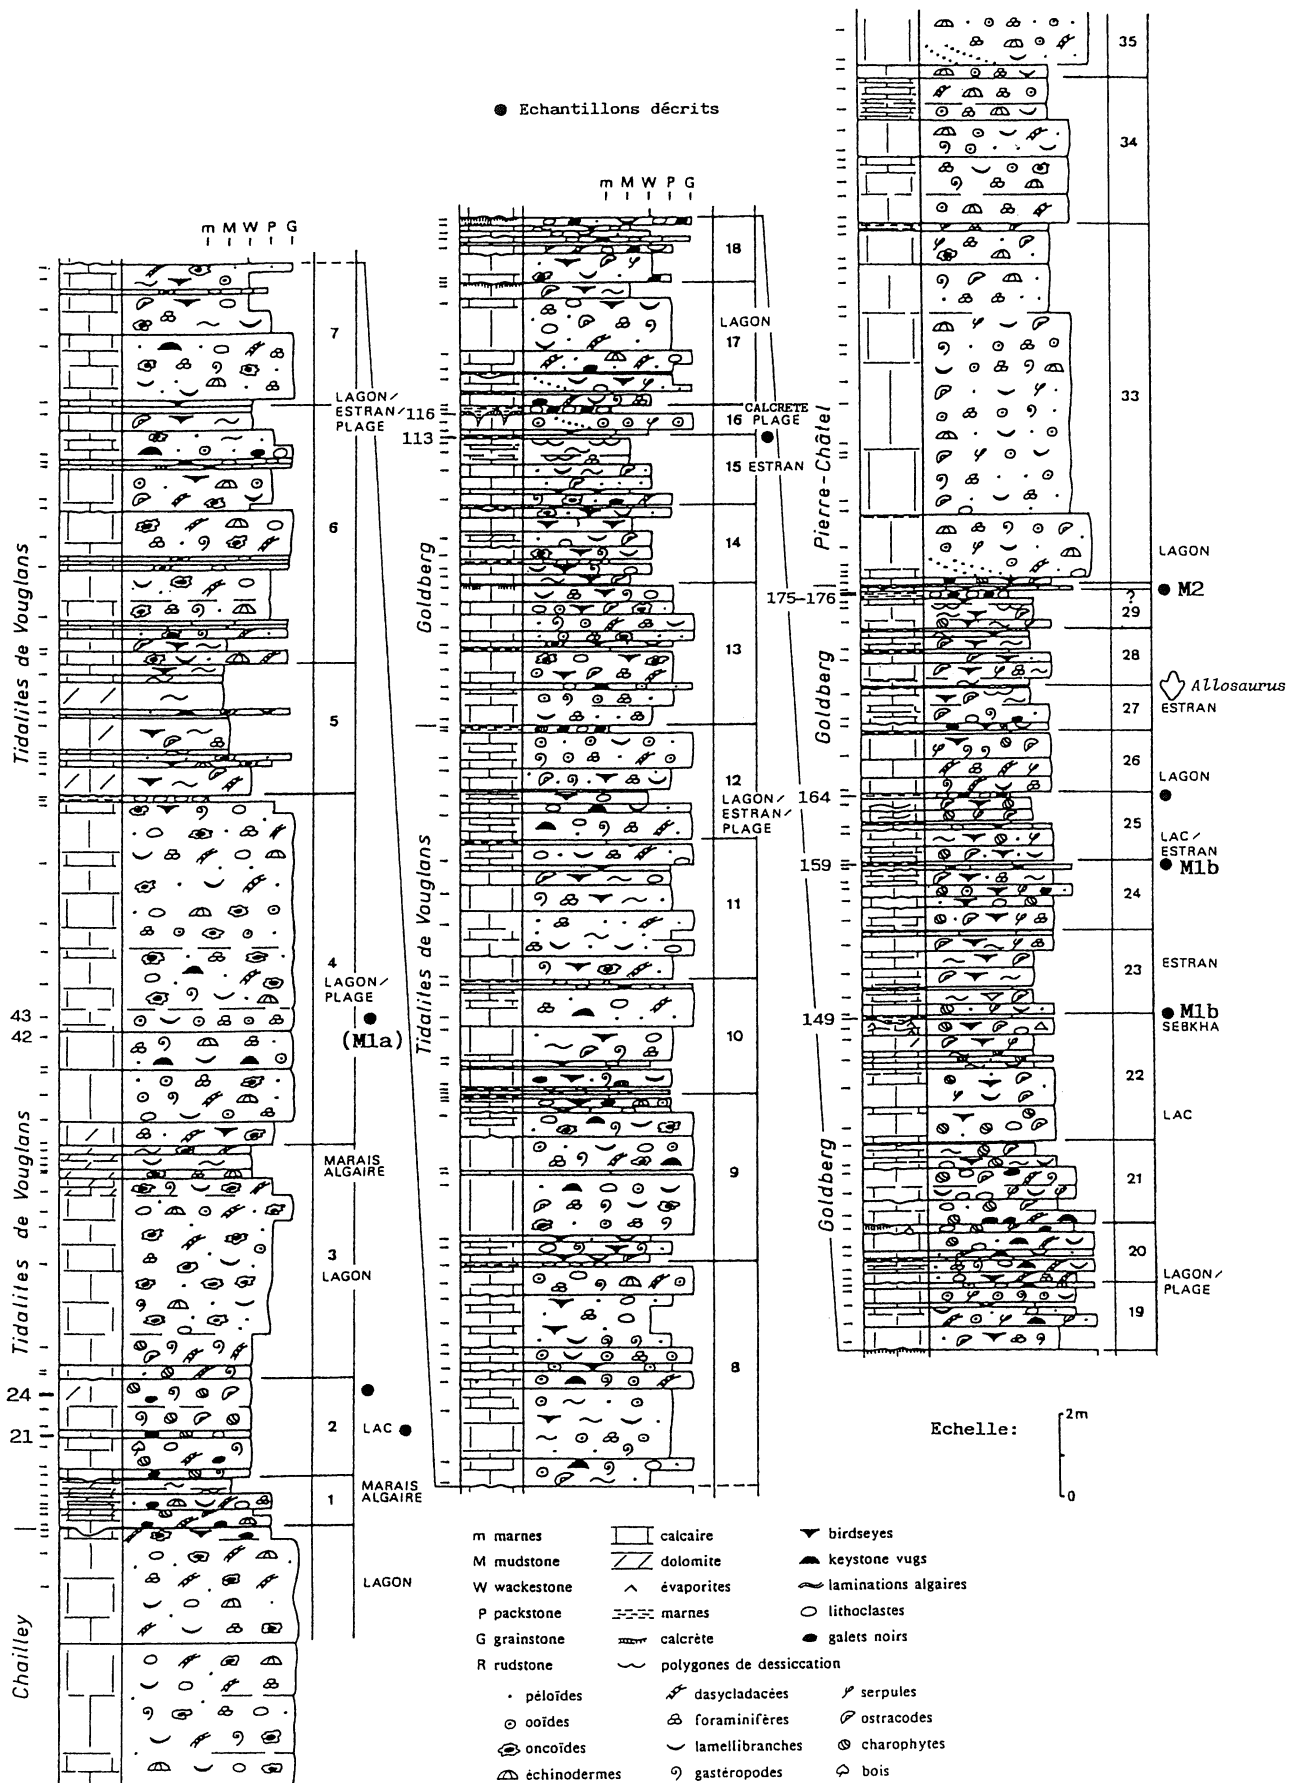 ● Echantillons décrits
m M W P G
7
LAGON/
ESTRAN/
PLAGE
6
Tidalites de Vouglans
5
4
LAGON/
PLAGE
43
42
(M1a)
MARAIS
ALGAIRE
Tidalites de Vouglans
3
LAGON
24
2
LAC
21
MARAIS
ALGAIRE
1
LAGON
Chailley
m M W P G
18
LAGON
17
116
CALCRETE
16
PLAGE
113
15 ESTRAN
Goldberg
14
13
12
LAGON/
ESTRAN/
PLAGE
Tidalites de Vouglans
11
10
9
8
35
34
33
Pierre-Châtel
LAGON
175-176
?
M2
29
28
Goldberg
Allosaurus
27
ESTRAN
26
LAGON
164
25
LAC/
ESTRAN
159
M1b
24
23
ESTRAN
149
M1b
SEBKHA
22
LAC
Goldberg
21
20
LAGON/
PLAGE
19
Echelle:
2m
0
m marnes
M mudstone
W wackestone
P packstone
G grainstone
R rudstone
calcaire
dolomite
évaporites
marnes
calcrète
polygones de dessiccation
birdseyes
keystone vugs
laminations algaires
lithoclastes
galets noirs
péloïdes
ooïdes
oncoïdes
échinodermes
dasycladacées
foraminifères
lamellibranches
gastéropodes
serpules
ostracodes
charophytes
bois